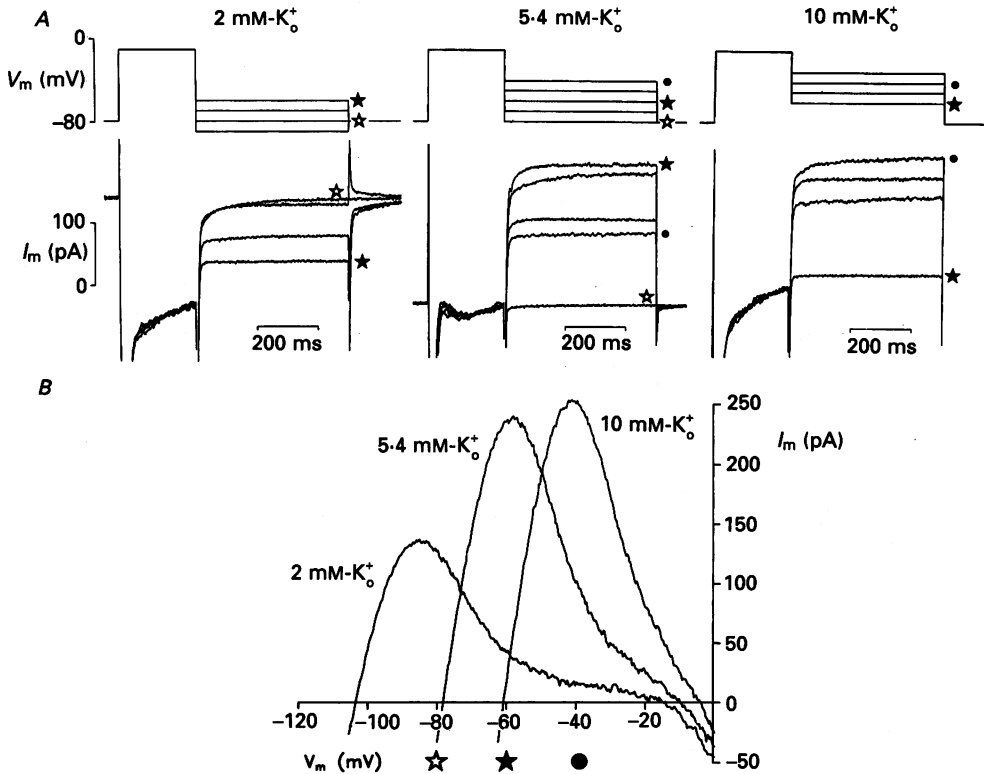 A
2 mM-K⁺ₒ
5·4 mM-K⁺ₒ
10 mM-K⁺ₒ
0
Vₘ (mV)
−80
★
☆
●
★
☆
●
★
☆
★
★
●
☆
●
★
100
Iₘ (pA)
0
200 ms
200 ms
200 ms
B
5·4 mM-K⁺ₒ
10 mM-K⁺ₒ
2 mM-K⁺ₒ
250
Iₘ (pA)
200
150
100
50
0
−50
−120 −100 −80 −60 −40 −20
Vₘ (mV) ☆ ★ ●